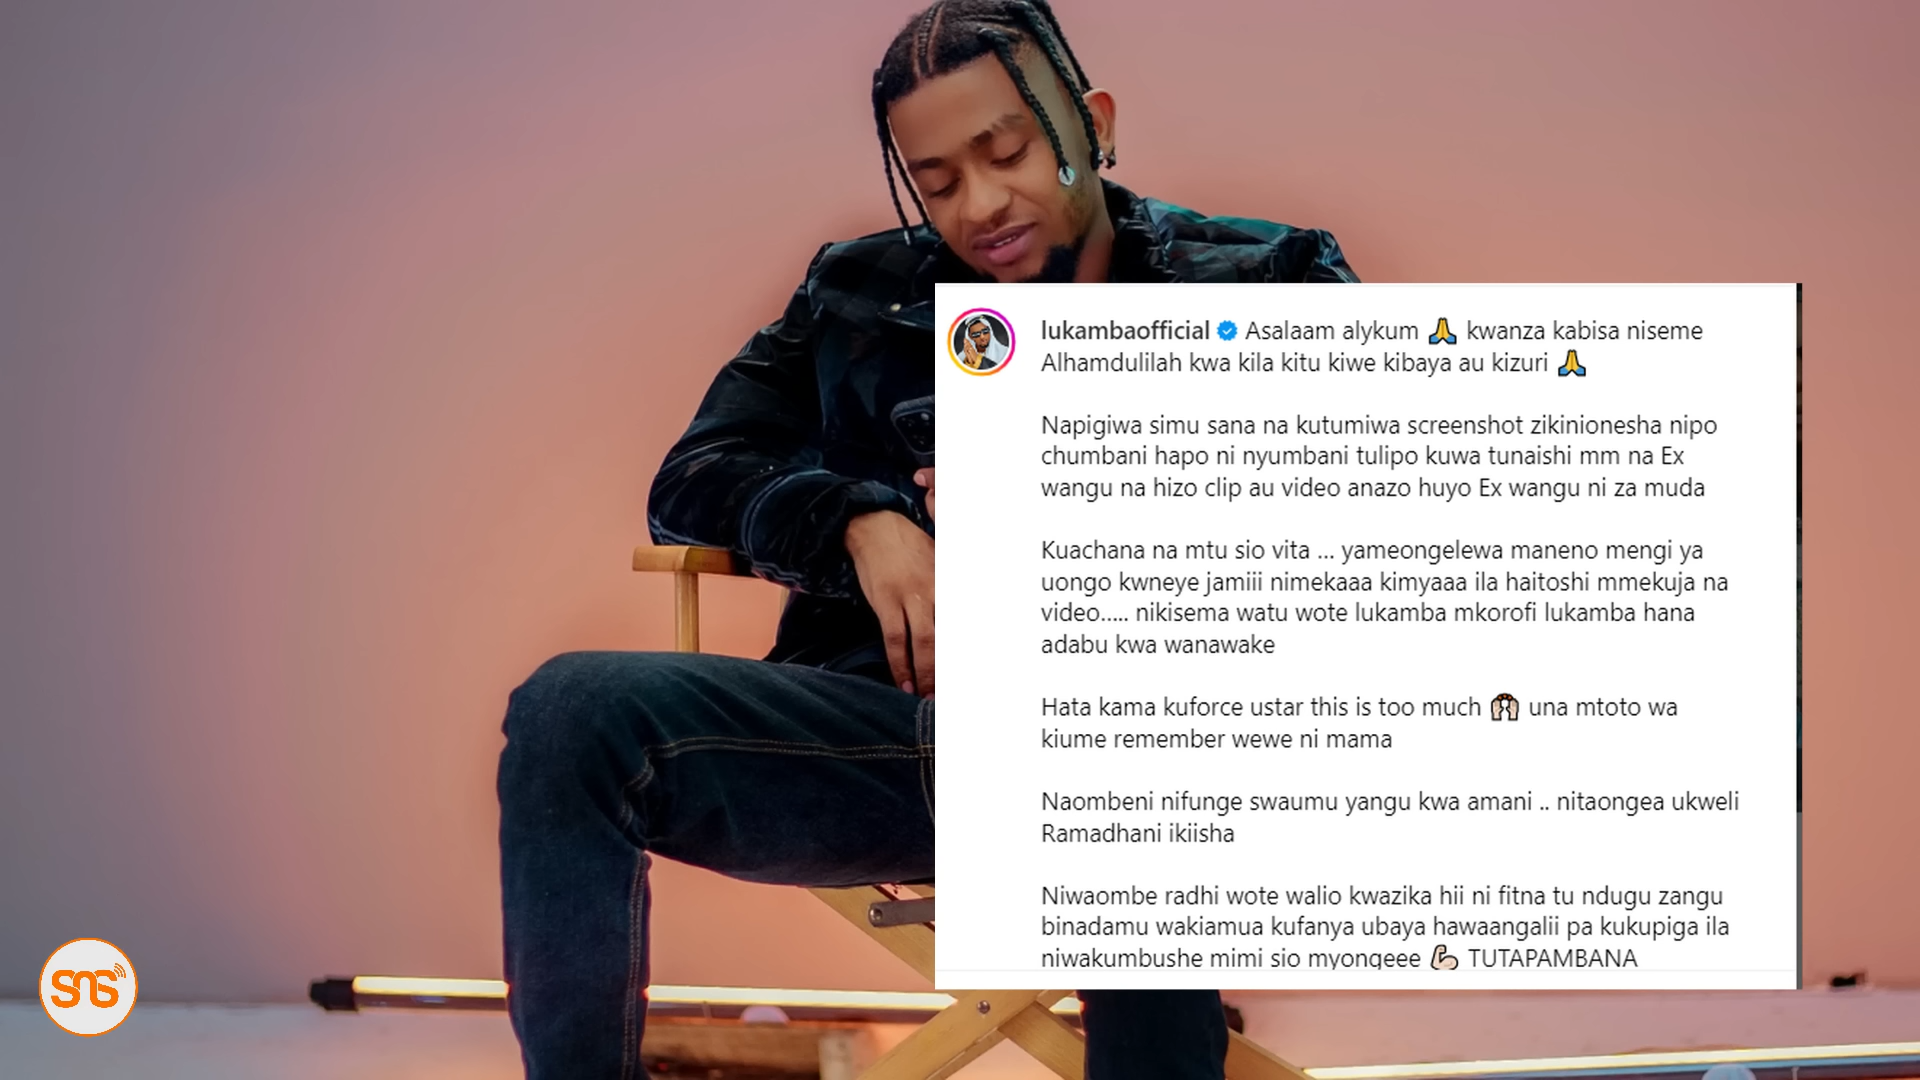 lukambaofficial Asalaam alykum 🙏 kwanza kabisa niseme
Alhamdulilah kwa kila kitu kiwe kibaya au kizuri 🙏
Napigiwa simu sana na kutumiwa screenshot zikinionesha nipo
chumbani hapo ni nyumbani tulipo kuwa tunaishi mm na Ex
wangu na hizo clip au video anazo huyo Ex wangu ni za muda
Kuachana na mtu sio vita ... yameongelewa maneno mengi ya
uongo kwneye jamiii nimekaaa kimyaaa ila haitoshi mmekuja na
video..... nikisema watu wote lukamba mkorofi lukamba hana
adabu kwa wanawake
Hata kama kuforce ustar this is too much 🙌🏻 una mtoto wa
kiume remember wewe ni mama
Naombeni nifunge swaumu yangu kwa amani .. nitaongea ukweli
Ramadhani ikiisha
Niwaombe radhi wote walio kwazika hii ni fitna tu ndugu zangu
binadamu wakiamua kufanya ubaya hawaangalii pa kukupiga ila
niwakumbushe mimi sio myongeee 💪🏻 TUTAPAMBANA
SNS